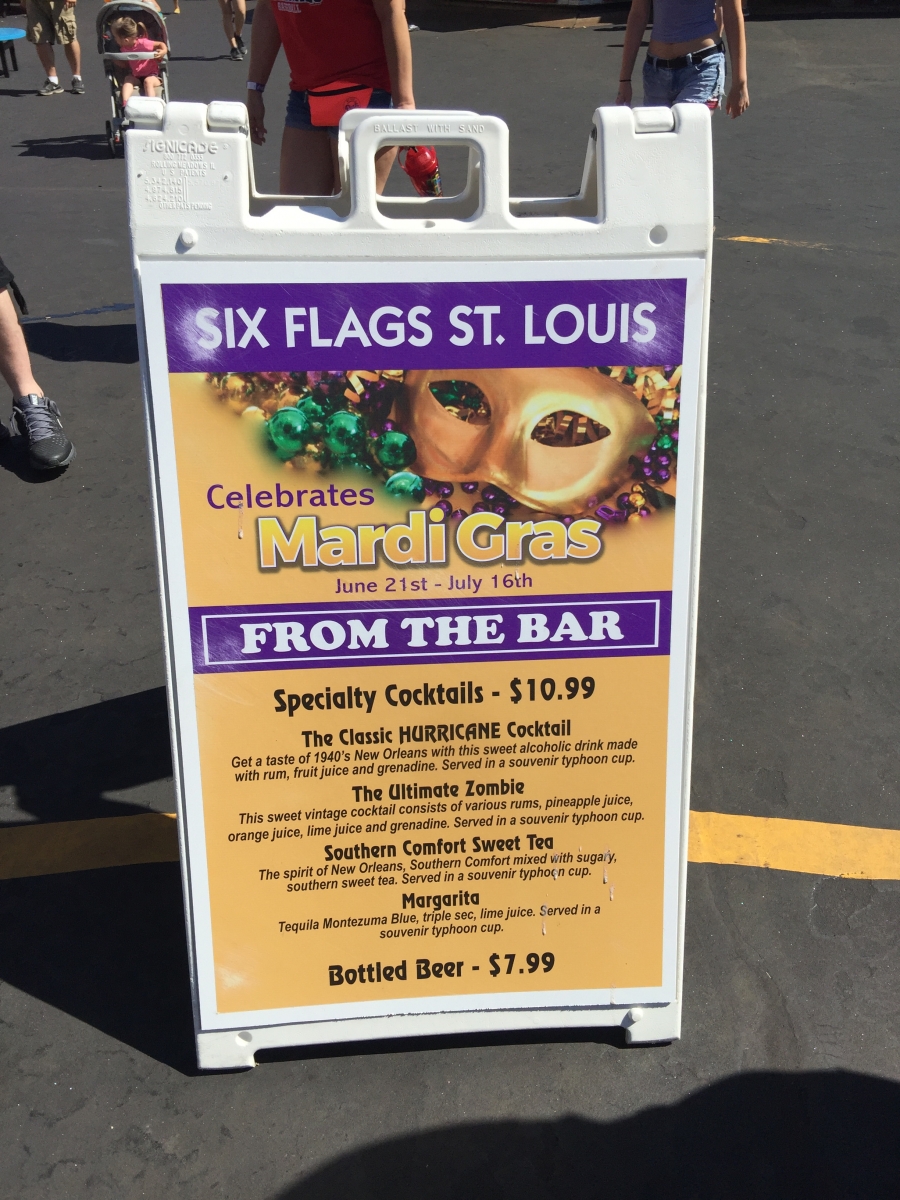 BALLAST WITH SAND
SIGNICADE
ROLLING MEADOWS IL
U.S. PATENTS
SIX FLAGS ST. LOUIS
Celebrates
Mardi Gras
June 21st - July 16th
FROM THE BAR
Specialty Cocktails - $10.99
The Classic HURRICANE Cocktail
Get a taste of 1940's New Orleans with this sweet alcoholic drink made
with rum, fruit juice and grenadine. Served in a souvenir typhoon cup.
The Ultimate Zombie
This sweet vintage cocktail consists of various rums, pineapple juice,
orange juice, lime juice and grenadine. Served in a souvenir typhoon cup.
Southern Comfort Sweet Tea
The spirit of New Orleans, Southern Comfort mixed with sugary,
southern sweet tea. Served in a souvenir typhoon cup.
Margarita
Tequila Montezuma Blue, triple sec, lime juice. Served in a
souvenir typhoon cup.
Bottled Beer - $7.99